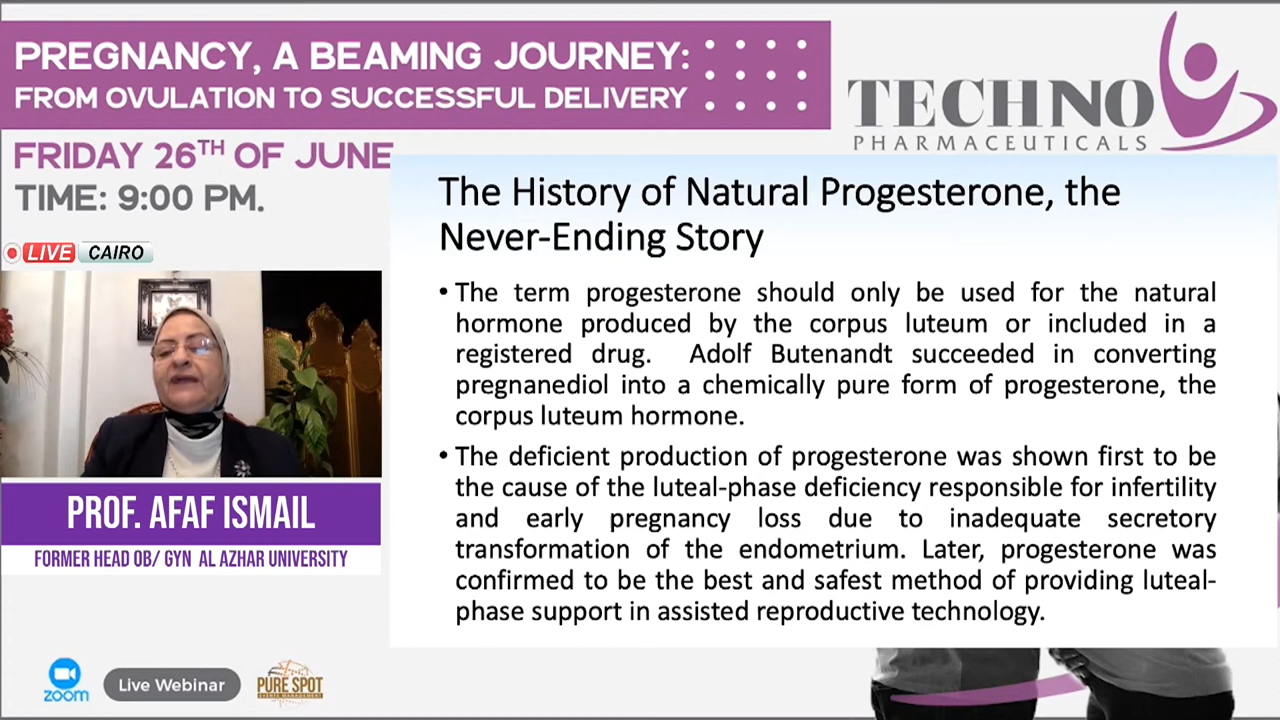 PREGNANCY, A BEAMING JOURNEY:
FROM OVULATION TO SUCCESSFUL DELIVERY
TECHNO
PHARMACEUTICALS
FRIDAY 26TH OF JUNE
TIME: 9:00 PM.
LIVE CAIRO
The History of Natural Progesterone, the
Never-Ending Story
• The term progesterone should only be used for the natural
hormone produced by the corpus luteum or included in a
registered drug. Adolf Butenandt succeeded in converting
pregnanediol into a chemically pure form of progesterone, the
corpus luteum hormone.
• The deficient production of progesterone was shown first to be
the cause of the luteal-phase deficiency responsible for infertility
and early pregnancy loss due to inadequate secretory
transformation of the endometrium. Later, progesterone was
confirmed to be the best and safest method of providing luteal-
phase support in assisted reproductive technology.
PROF. AFAF ISMAIL
FORMER HEAD OB/ GYN AL AZHAR UNIVERSITY
zoom
Live Webinar
PURE SPOT
EVENTS MANAGEMENT